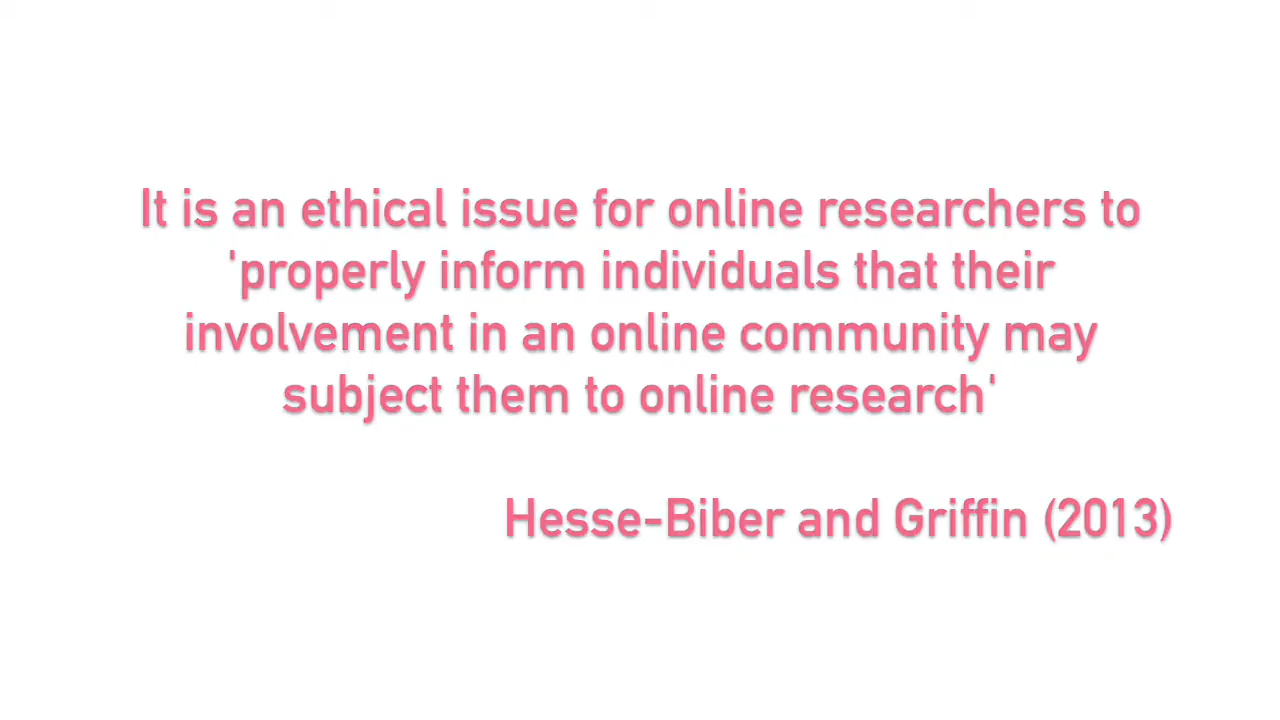 It is an ethical issue for online researchers to
'properly inform individuals that their
involvement in an online community may
subject them to online research'
Hesse-Biber and Griffin (2013)